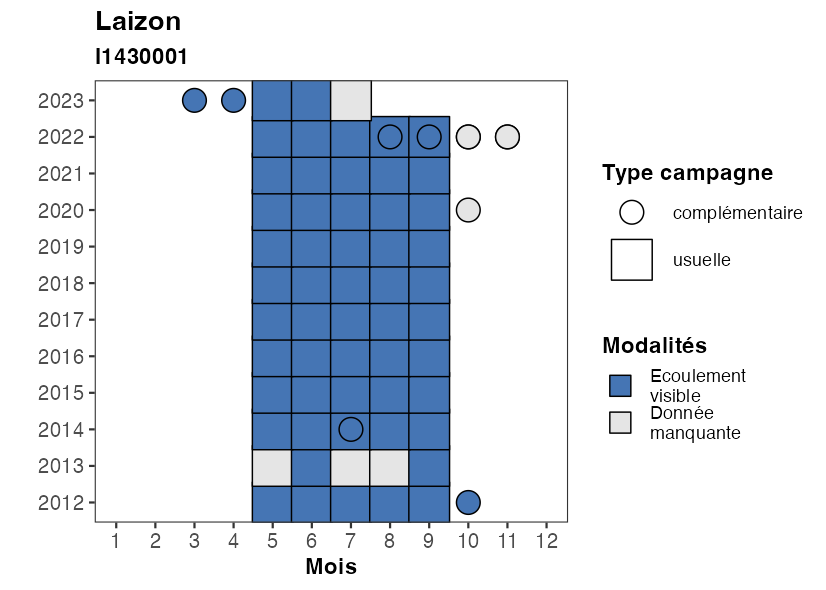 Laizon
I1430001
2023
2022
2021
2020
2019
2018
2017
2016
2015
2014
2013
2012
1 2 3 4 5 6 7 8 9 10 11 12
Mois
Type campagne
complémentaire
usuelle
Modalités
Ecoulement
visible
Donnée
manquante